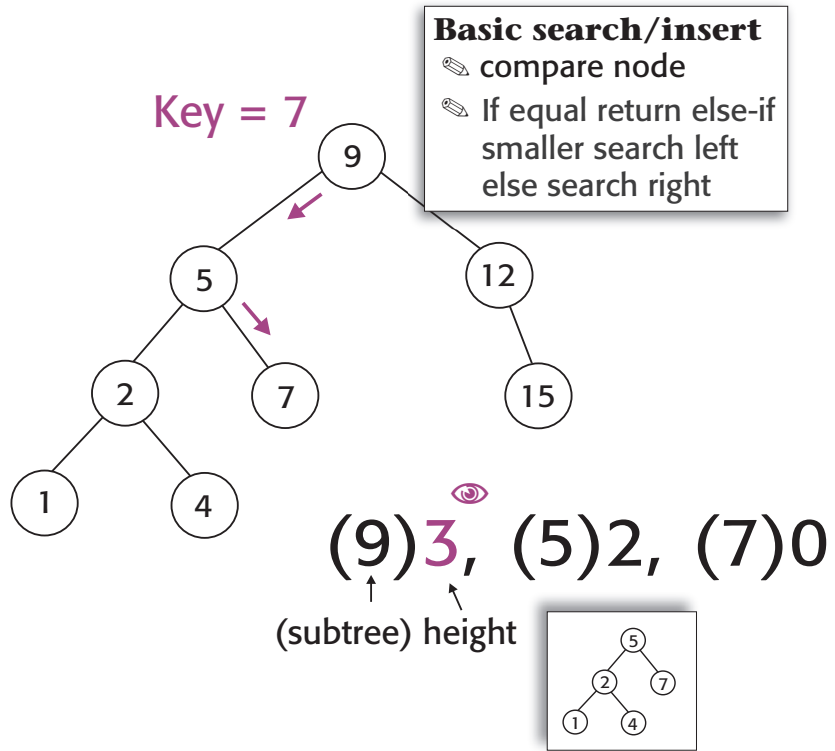 Basic search/insert
✎ compare node
✎ If equal return else-if
smaller search left
else search right
Key = 7
9
5
12
2
7
15
1
4
(9)3, (5)2, (7)0
(subtree) height
5
2
7
1
4